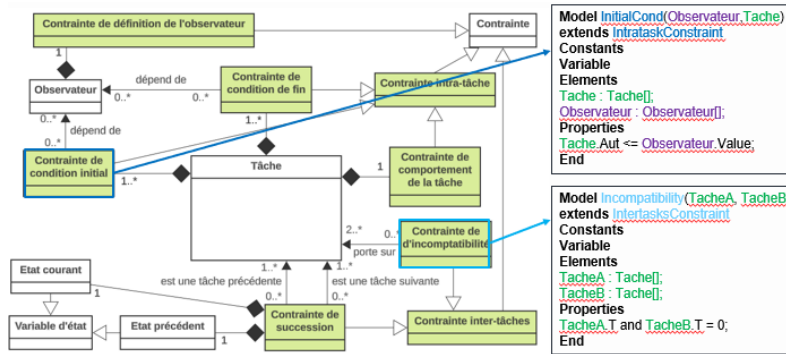 Contrainte de définition de l'observateur
Contrainte
1
Observateur
0..*
dépend de
0..*
Contrainte de
condition de fin
Contrainte intra-tâche
0..*
dépend de
0..*
1..*
Contrainte de
condition initial
1..*
Tâche
1
Contrainte de
comportement
de la tâche
2..*
0..*
porte sur
Contrainte de
d'incomptatibilité
Etat courant
1
1..*
1..*
est une tâche précédente
est une tâche suivante
0..*
0..*
Variable d'état
Etat précédent
1
Contrainte de
succession
Contrainte inter-tâches
Model InitialCond(Observateur,Tache)
extends IntrataskConstraint
Constants
Variable
Elements
Tache : Tache[];
Observateur : Observateur[];
Properties
Tache.Aut <= Observateur.Value;
End
Model Incompatibility(TacheA, TacheB
extends IntertasksConstraint
Constants
Variable
Elements
TacheA : Tache[];
TacheB : Tache[];
Properties
TacheA.T and TacheB.T = 0;
End